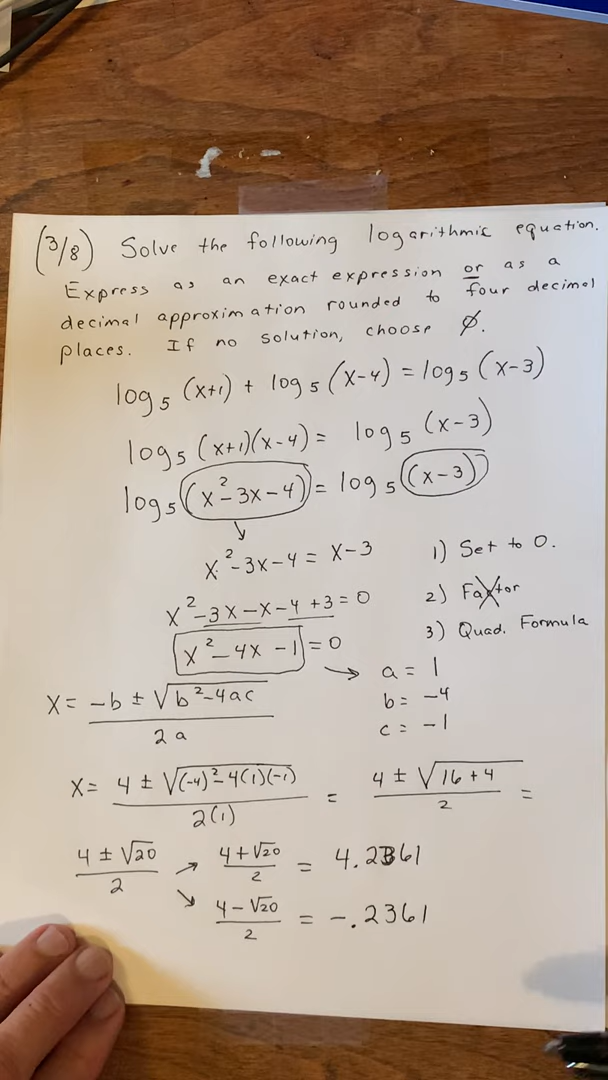 (3/8) Solve the following logarithmic equation.
Express as an exact expression or as a
decimal approximation rounded to four decimal
places. If no solution, choose ∅.
log₅(x+1) + log₅(x-4) = log₅(x-3)
log₅(x+1)(x-4) = log₅(x-3)
log₅(x²-3x-4) = log₅(x-3)
x²-3x-4 = x-3
1) Set to 0.
x²-3x-x-4+3=0
2) Factor
x²-4x-1=0
3) Quad. Formula
a = 1
b = -4
c = -1
x = (-b ± √(b²-4ac))/(2a)
x = (4 ± √((-4)²-4(1)(-1)))/(2(1)) = (4 ± √(16+4))/2 =
(4 ± √20)/2 (4+√20)/2 = 4.2361
(4-√20)/2 = -.2361